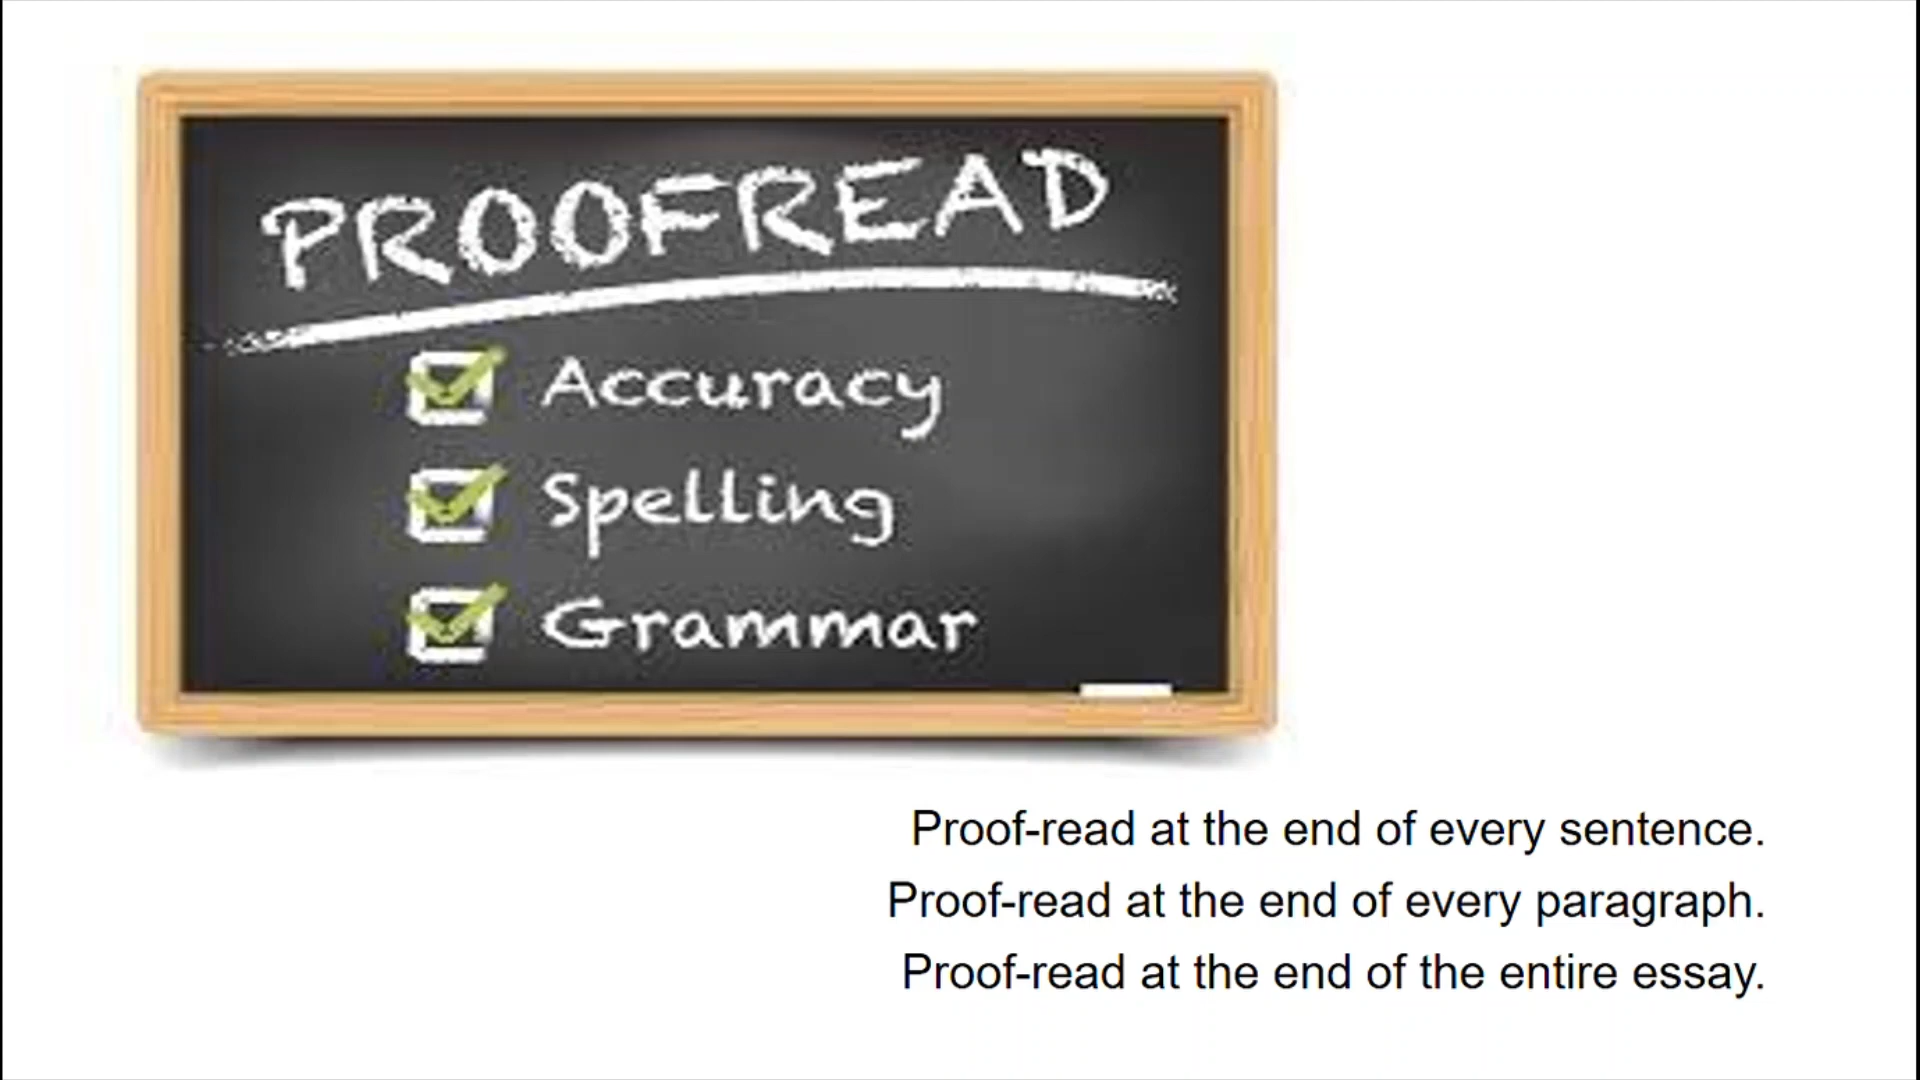 PROOFREAD
Accuracy
Spelling
Grammar
Proof-read at the end of every sentence.
Proof-read at the end of every paragraph.
Proof-read at the end of the entire essay.